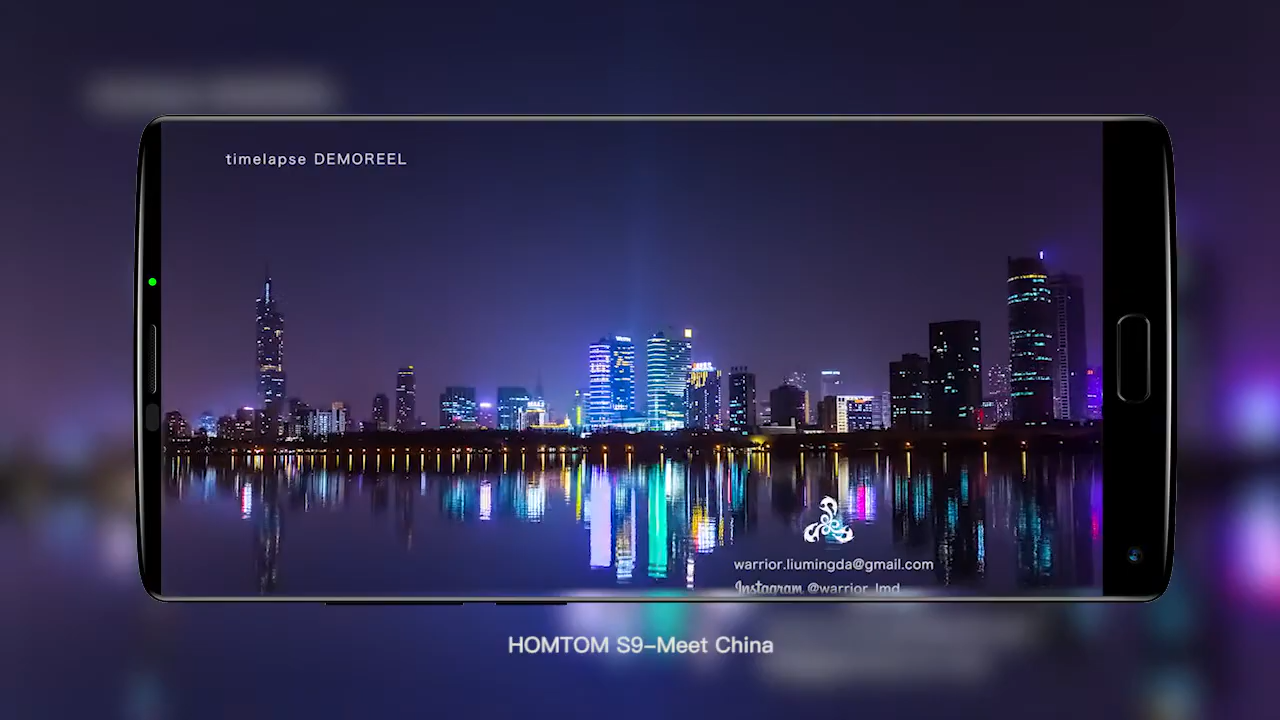 timelapse DEMOREEL
warrior.liumingda@gmail.com
Instagram @warrior_lmd
HOMTOM S9-Meet China